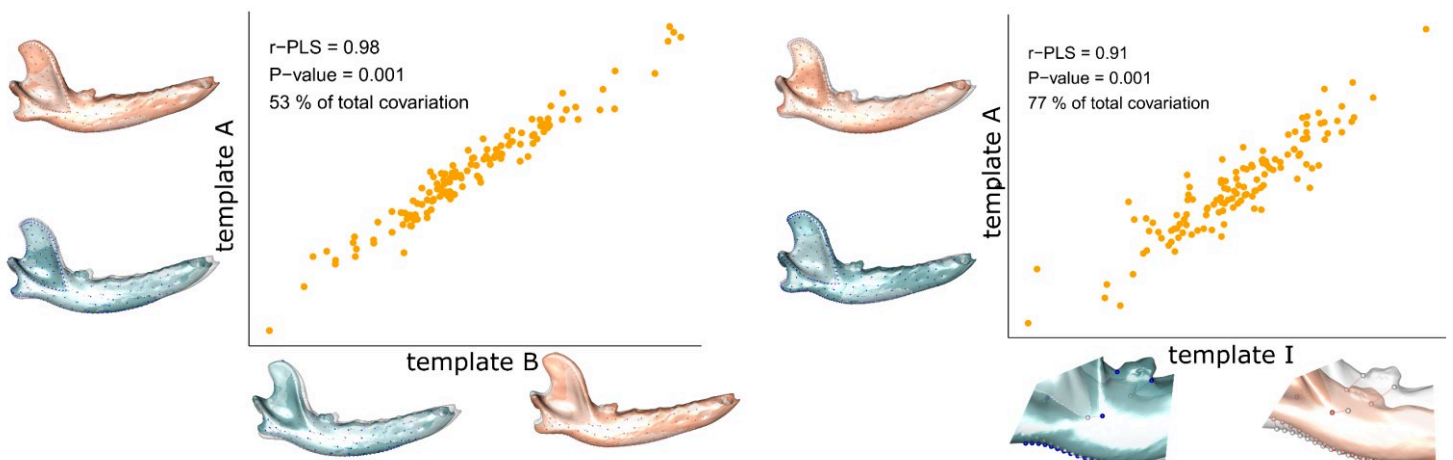 r−PLS = 0.98
P−value = 0.001
53 % of total covariation
template A
template B
r−PLS = 0.91
P−value = 0.001
77 % of total covariation
template A
template I